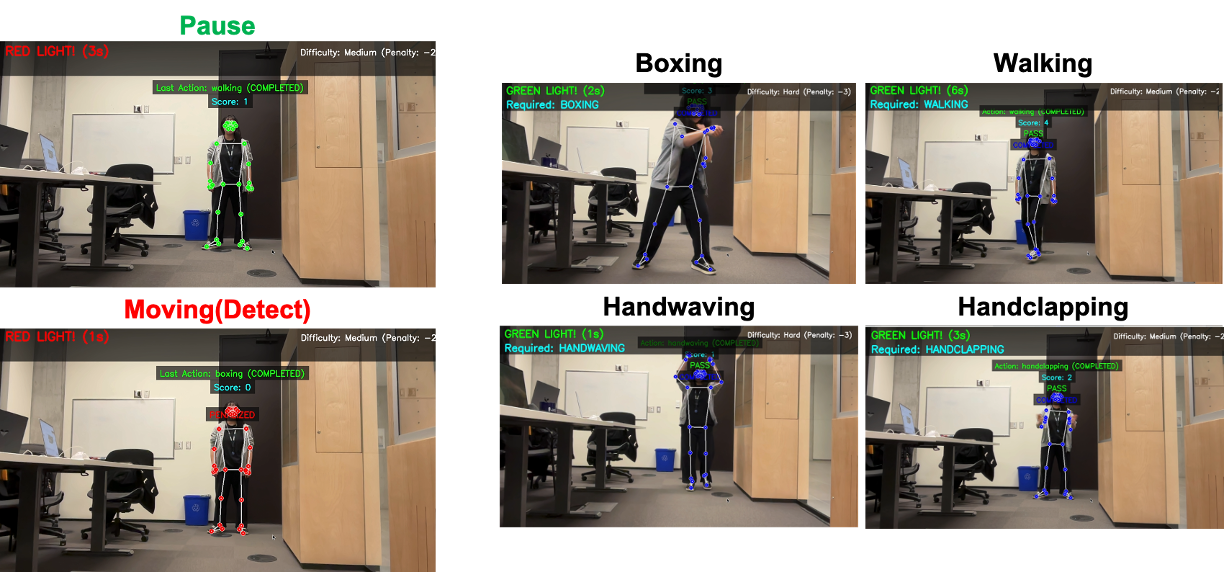 Pause
RED LIGHT! (3s)
Difficulty: Medium (Penalty: -2
Last Action: walking (COMPLETED)
Score: 1
Moving(Detect)
RED LIGHT! (1s)
Difficulty: Medium (Penalty: -2
Last Action: boxing (COMPLETED)
Score: 0
Boxing
GREEN LIGHT! (2s)
Difficulty: Hard (Penalty: -3)
Required: BOXING
Score: 3
PASS
Walking
GREEN LIGHT! (6s)
Difficulty: Medium (Penalty: -2
Required: WALKING
Action: walking (COMPLETED)
Score: 4
PASS
Handwaving
GREEN LIGHT! (1s)
Difficulty: Hard (Penalty: -3)
Required: HANDWAVING
Action: handwaving (COMPLETED)
PASS
Handclapping
GREEN LIGHT! (3s)
Difficulty: Medium (Penalty: -2
Required: HANDCLAPPING
Action: handclapping (COMPLETED)
Score: 2
PASS